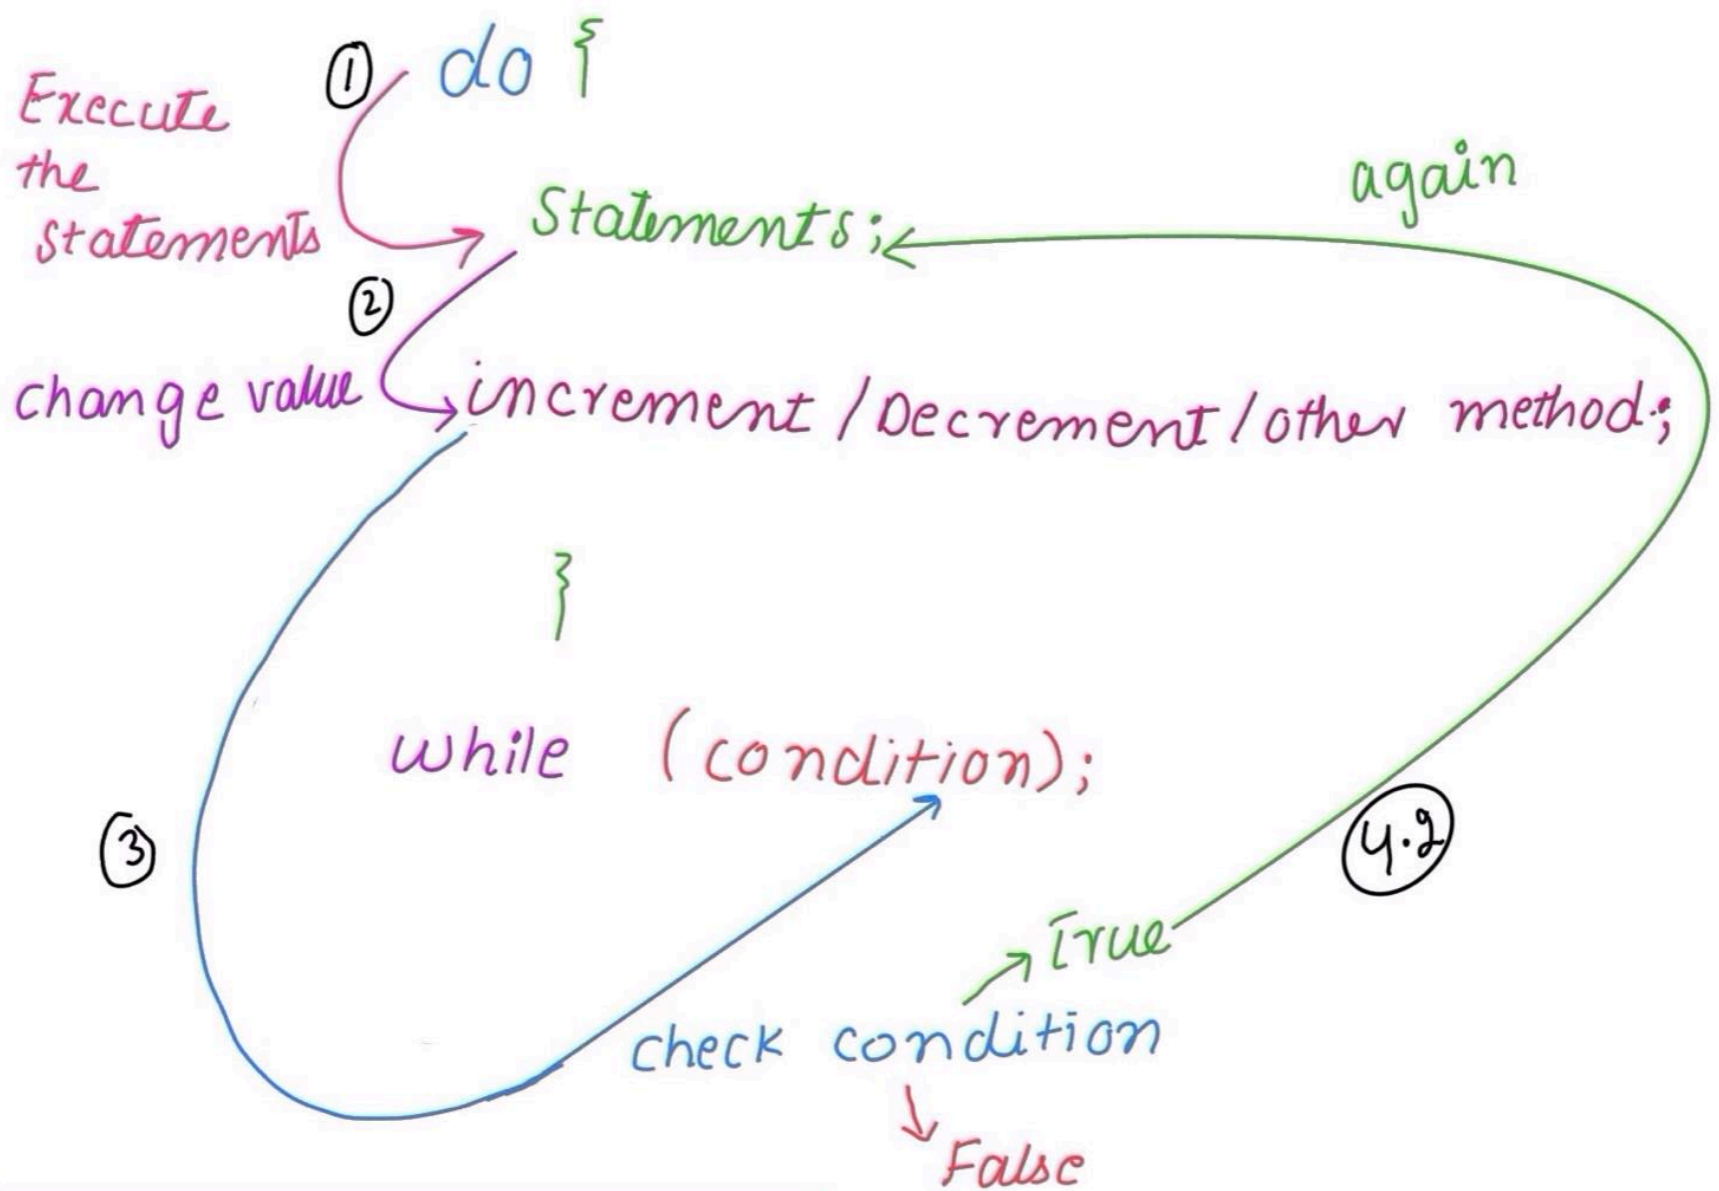 ① do {
Execute
the
statements
Statements;
again
②
change value increment / Decrement / other method;
}
while (condition);
③
4.2
True
check condition
False